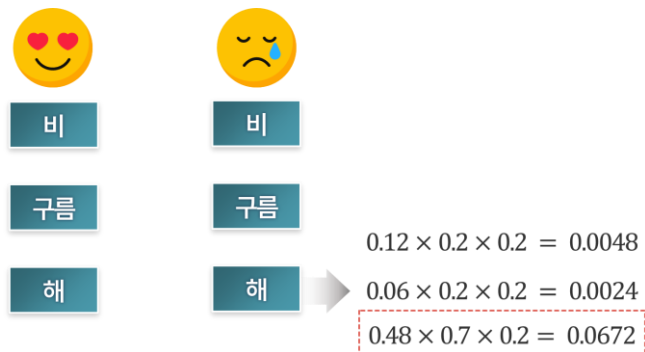 비 비
구름 구름
0.12 × 0.2 × 0.2 = 0.0048
해 해 0.06 × 0.2 × 0.2 = 0.0024
0.48 × 0.7 × 0.2 = 0.0672